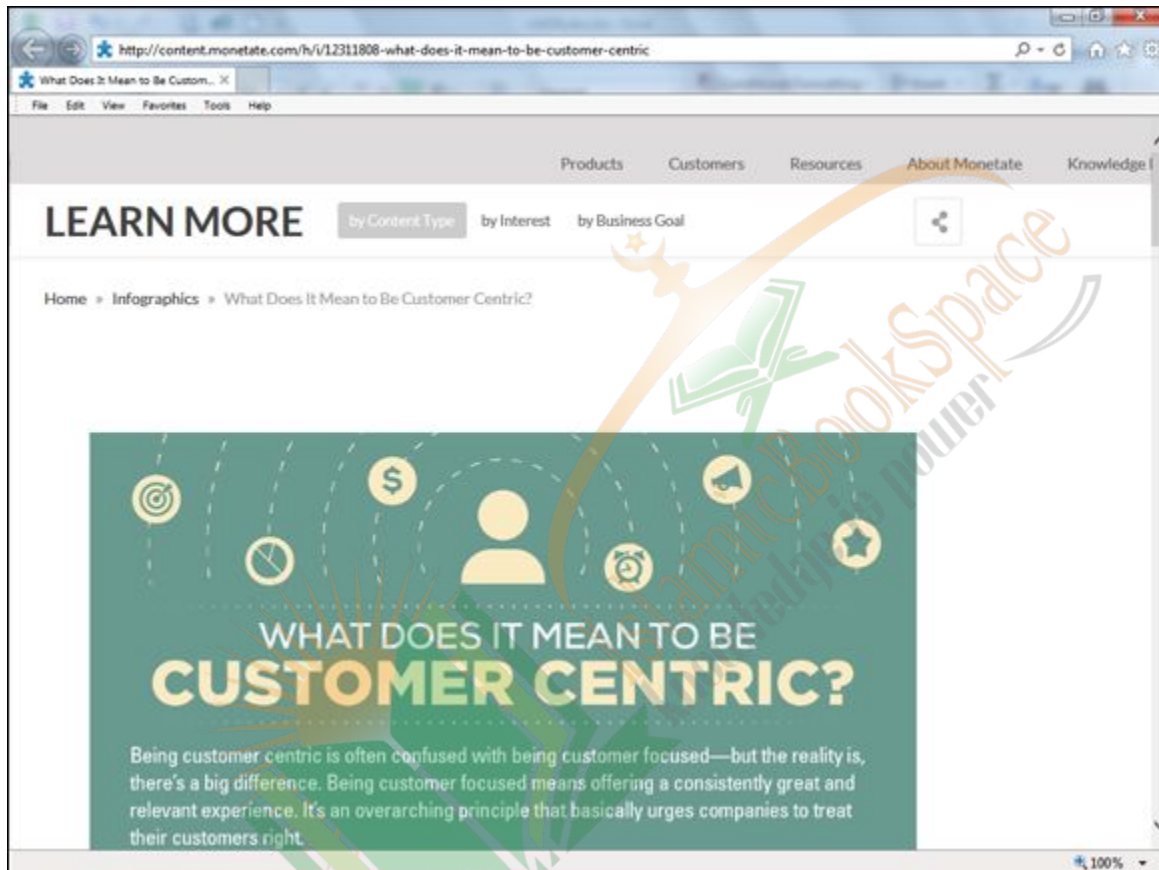 http://content.monetate.com/h/i/12311808-what-does-it-mean-to-be-customer-centric
What Does It Mean to Be Custom...
File Edit View Favorites Tools Help
Products Customers Resources About Monetate Knowledge
LEARN MORE by Content Type by Interest by Business Goal
Home » Infographics » What Does It Mean to Be Customer Centric?
IslamicBookSpace
Knowledge is power
$
WHAT DOES IT MEAN TO BE
CUSTOMER CENTRIC?
Being customer centric is often confused with being customer focused—but the reality is,
there's a big difference. Being customer focused means offering a consistently great and
relevant experience. It's an overarching principle that basically urges companies to treat
their customers right.
100%